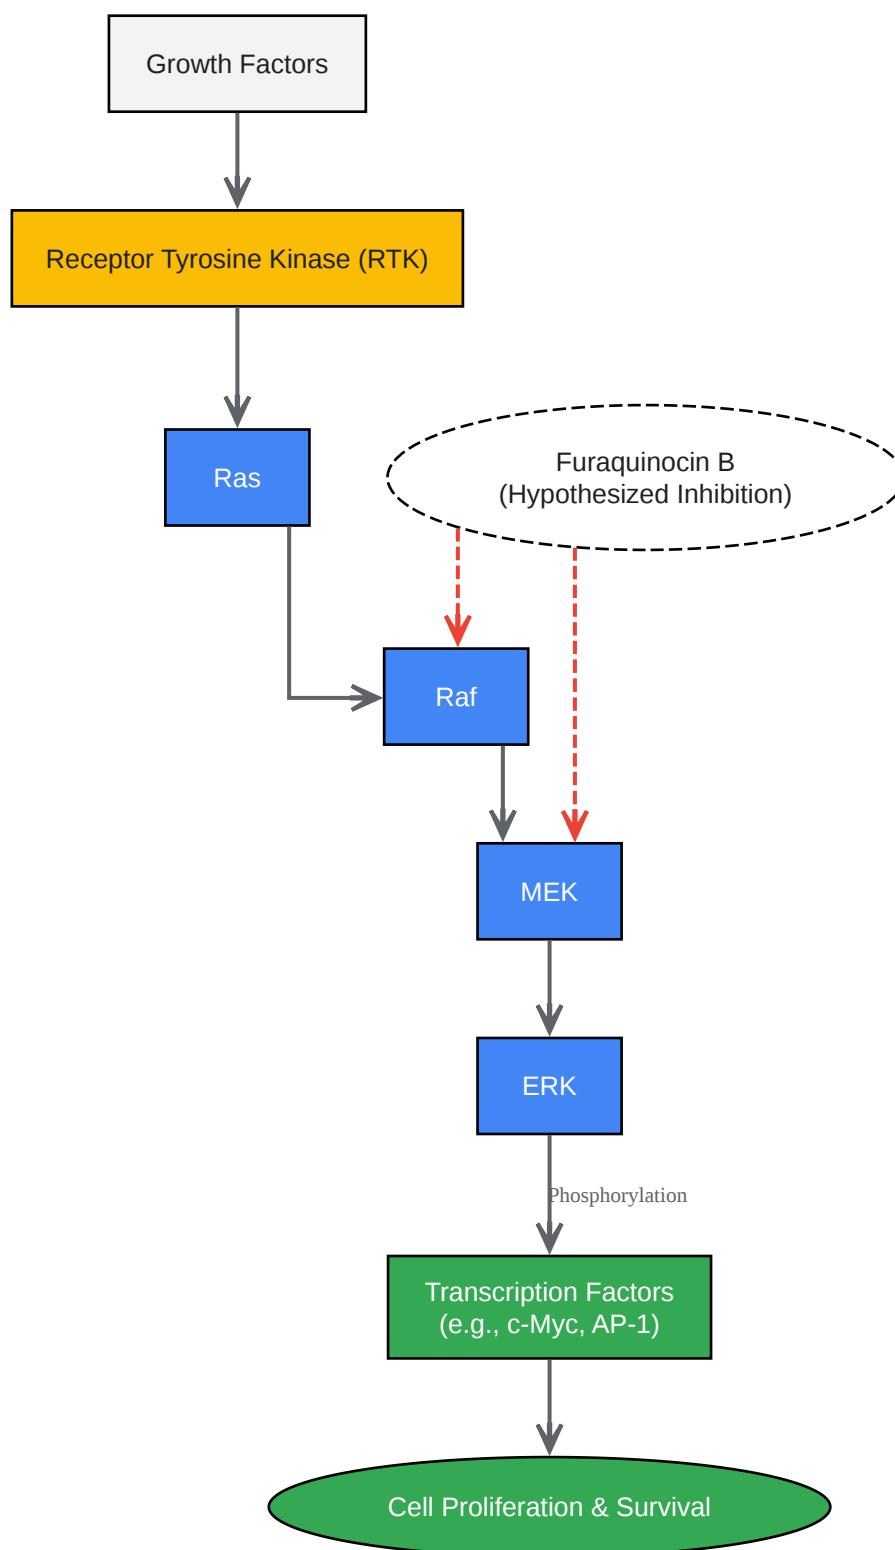 Growth Factors
Receptor Tyrosine Kinase (RTK)
Ras
Furaquinocin B
(Hypothesized Inhibition)
Raf
MEK
ERK
Phosphorylation
Transcription Factors
(e.g., c-Myc, AP-1)
Cell Proliferation & Survival